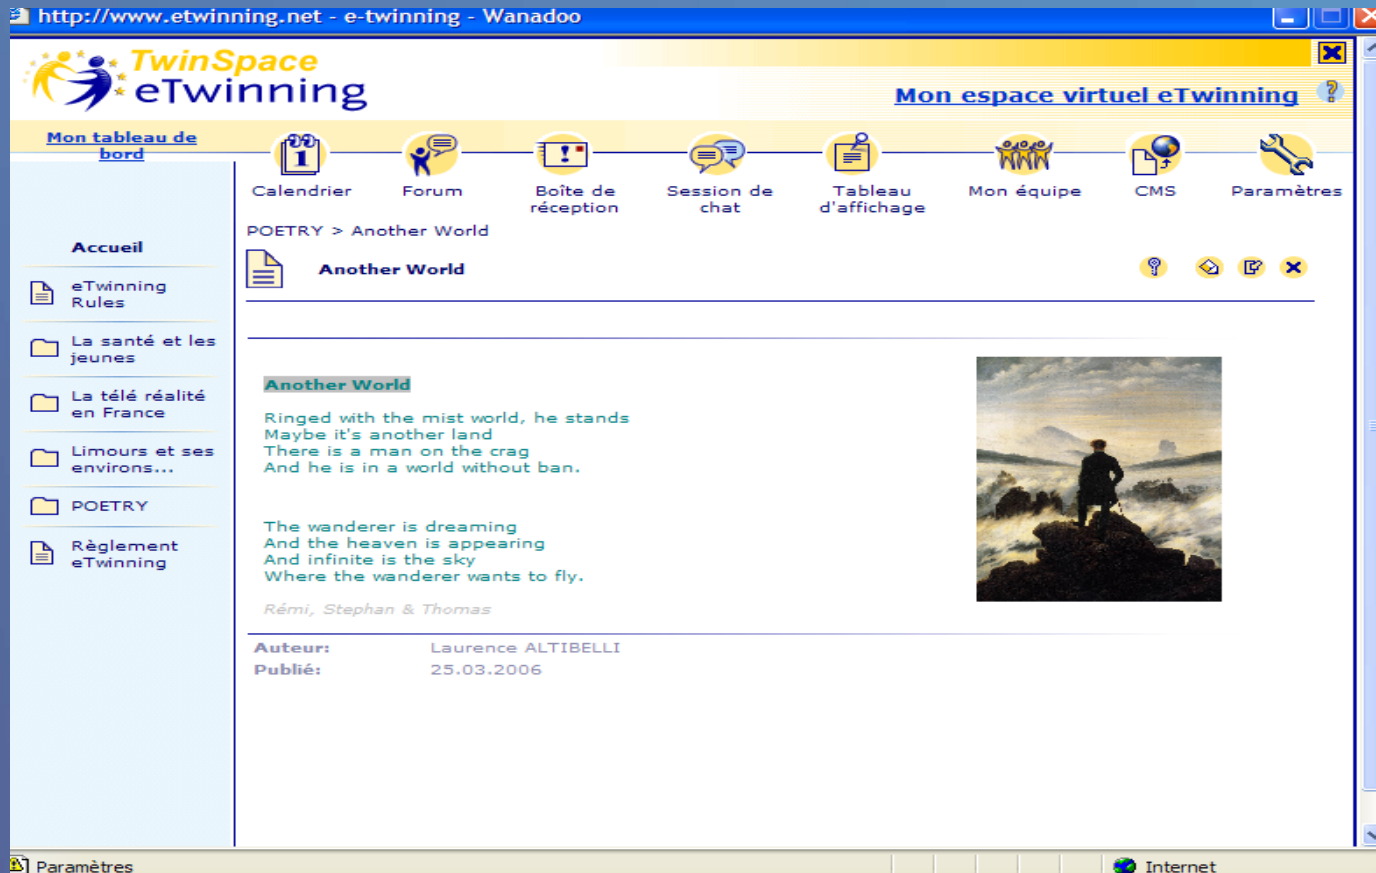 http://www.etwinning.net - e-twinning - Wanadoo
TwinSpace
eTwinning
Mon espace virtuel eTwinning ?
Mon tableau de
bord
1
Calendrier
Forum
Boîte de
réception
Session de
chat
Tableau
d'affichage
Mon équipe
CMS
Paramètres
POETRY > Another World
Another World
Accueil
eTwinning
Rules
La santé et les
jeunes
La télé réalité
en France
Limours et ses
environs...
POETRY
Règlement
eTwinning
Another World
Ringed with the mist world, he stands
Maybe it's another land
There is a man on the crag
And he is in a world without ban.
The wanderer is dreaming
And the heaven is appearing
And infinite is the sky
Where the wanderer wants to fly.
Rémi, Stephan & Thomas
Auteur: Laurence ALTIBELLI
Publié: 25.03.2006
Paramètres
Internet